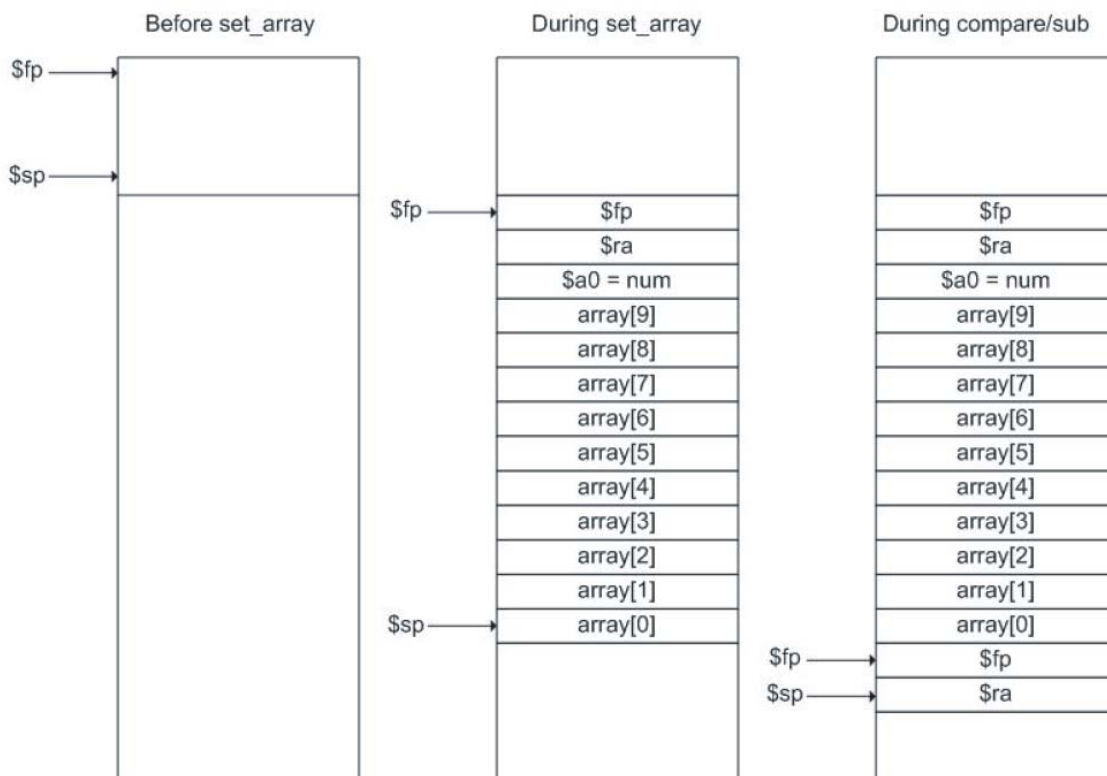 Before set_array
During set_array
During compare/sub
$fp
$sp
$fp
$fp
$ra
$a0 = num
array[9]
array[8]
array[7]
array[6]
array[5]
array[4]
array[3]
array[2]
array[1]
$sp
array[0]
$fp
$ra
$a0 = num
array[9]
array[8]
array[7]
array[6]
array[5]
array[4]
array[3]
array[2]
array[1]
array[0]
$fp
$fp
$sp
$ra